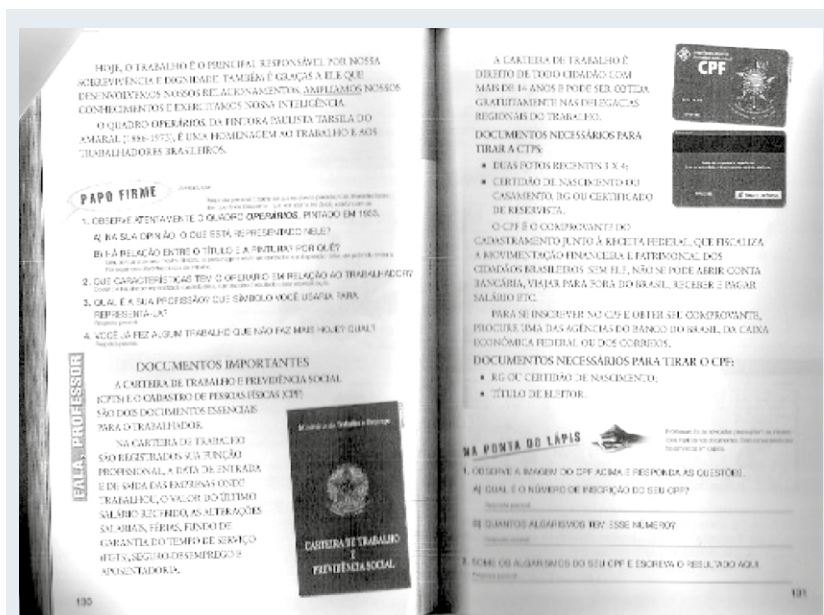 HOJE, O TRABALHO É O PRINCIPAL RESPONSÁVEL POR NOSSA
SOBREVIVÊNCIA E DIGNIDADE. TAMBÉM É GRAÇAS A ELE QUE
DESENVOLVEMOS NOSSOS RELACIONAMENTOS, AMPLIAMOS NOSSOS
CONHECIMENTOS E EXERCITAMOS NOSSA INTELIGÊNCIA.
O QUADRO OPERÁRIOS, DA PINTORA PAULISTA TARSILA DO
AMARAL (1886-1973), É UMA HOMENAGEM AO TRABALHO E AOS
TRABALHADORES BRASILEIROS.
PAPO FIRME
1. OBSERVE ATENTAMENTE O QUADRO OPERÁRIOS, PINTADO EM 1933.
A) NA SUA OPINIÃO, O QUE ESTÁ REPRESENTADO NELE?
B) HÁ RELAÇÃO ENTRE O TÍTULO E A PINTURA? POR QUÊ?
2. QUE CARACTERÍSTICAS TEM O OPERÁRIO EM RELAÇÃO AO TRABALHADOR?
3. QUAL É A SUA PROFISSÃO? QUE SÍMBOLO VOCÊ USARIA PARA
REPRESENTÁ-LA?
Resposta pessoal.
4. VOCÊ JÁ FEZ ALGUM TRABALHO QUE NÃO FAZ MAIS HOJE? QUAL?
Resposta pessoal.
FALA, PROFESSOR
DOCUMENTOS IMPORTANTES
A CARTEIRA DE TRABALHO E PREVIDÊNCIA SOCIAL
(CPTS) E O CADASTRO DE PESSOAS FÍSICAS (CPF)
SÃO DOIS DOCUMENTOS ESSENCIAIS
PARA O TRABALHADOR.
NA CARTEIRA DE TRABALHO
SÃO REGISTRADOS SUA FUNÇÃO
PROFISSIONAL, A DATA DE ENTRADA
E DE SAÍDA DAS EMPRESAS ONDE
TRABALHOU, O VALOR DO ÚLTIMO
SALÁRIO RECEBIDO, AS ALTERAÇÕES
SALARIAIS, FÉRIAS, FUNDO DE
GARANTIA DO TEMPO DE SERVIÇO
(FGTS), SEGURO-DESEMPREGO E
APOSENTADORIA.
Ministério do Trabalho e Emprego
CARTEIRA DE TRABALHO
E
PREVIDÊNCIA SOCIAL
130
A CARTEIRA DE TRABALHO É
DIREITO DE TODO CIDADÃO COM
MAIS DE 14 ANOS E PODE SER OBTIDA
GRATUITAMENTE NAS DELEGACIAS
REGIONAIS DO TRABALHO.
CPF
DOCUMENTOS NECESSÁRIOS PARA
TIRAR A CTPS:
DUAS FOTOS RECENTES 3 X 4;
CERTIDÃO DE NASCIMENTO OU
CASAMENTO, RG OU CERTIFICADO
DE RESERVISTA.
O CPF É O COMPROVANTE DO
CADASTRAMENTO JUNTO À RECEITA FEDERAL, QUE FISCALIZA
A MOVIMENTAÇÃO FINANCEIRA E PATRIMONIAL DOS
CIDADÃOS BRASILEIROS. SEM ELE, NÃO SE PODE ABRIR CONTA
BANCÁRIA, VIAJAR PARA FORA DO BRASIL, RECEBER E PAGAR
SALÁRIO ETC.
PARA SE INSCREVER NO CPF E OBTER SEU COMPROVANTE,
PROCURE UMA DAS AGÊNCIAS DO BANCO DO BRASIL, DA CAIXA
ECONÔMICA FEDERAL OU DOS CORREIOS.
DOCUMENTOS NECESSÁRIOS PARA TIRAR O CPF:
RG OU CERTIDÃO DE NASCIMENTO;
TÍTULO DE ELEITOR.
NA PONTA DO LÁPIS
1. OBSERVE A IMAGEM DO CPF ACIMA E RESPONDA ÀS QUESTÕES.
A) QUAL É O NÚMERO DE INSCRIÇÃO DO SEU CPF?
Resposta pessoal.
B) QUANTOS ALGARISMOS TEM ESSE NÚMERO?
Resposta pessoal.
2. SOME OS ALGARISMOS DO SEU CPF E ESCREVA O RESULTADO AQUI.
Resposta pessoal.
131